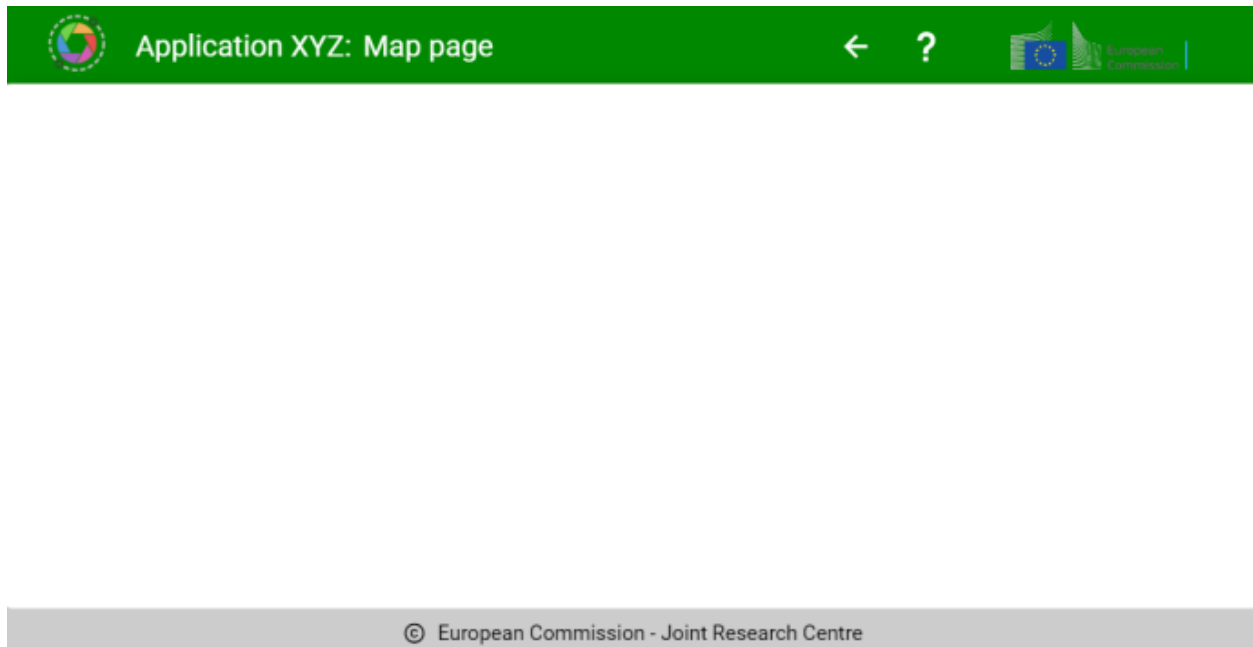 Application XYZ: Map page
?
European
Commission
© European Commission - Joint Research Centre